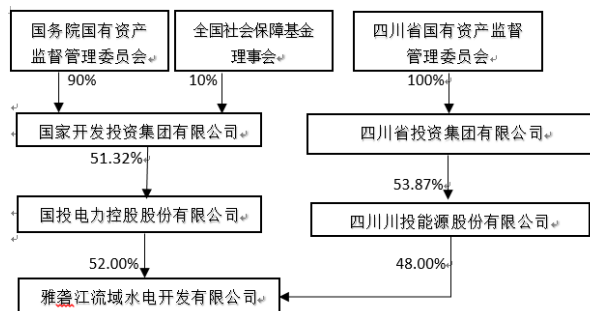 国务院国有资产
监督管理委员会
全国社会保障基金
理事会
四川省国有资产监督
管理委员会
90%
10%
100%
国家开发投资集团有限公司
四川省投资集团有限公司
51.32%
53.87%
国投电力控股股份有限公司
四川川投能源股份有限公司
52.00%
48.00%
雅砻江流域水电开发有限公司